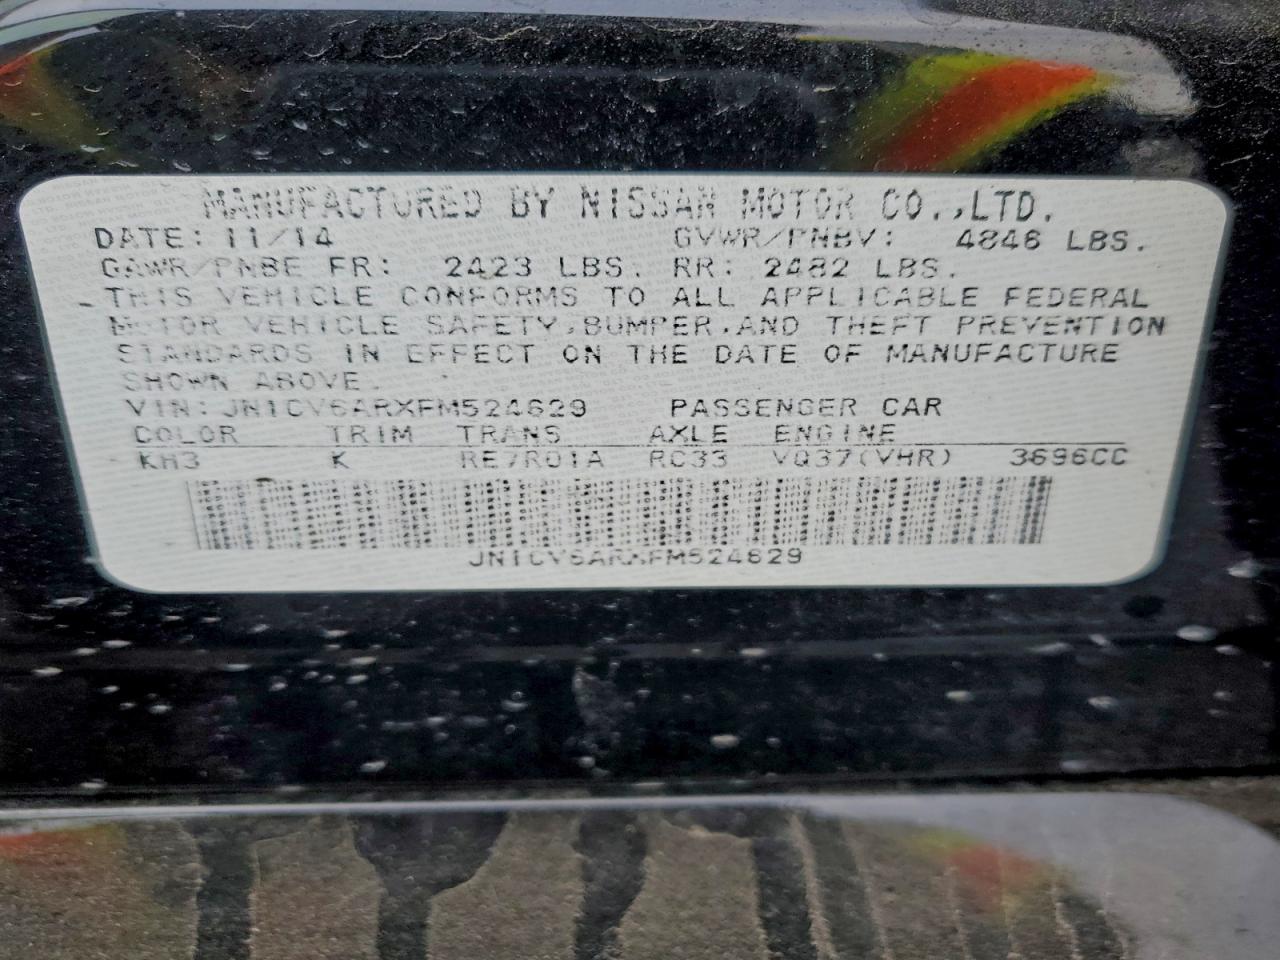 MANUFACTURED BY NISSAN MOTOR CO.,LTD.
DATE: 11/14 GVWR/PNBV: 4846 LBS.
GAWR/PNBE FR: 2423 LBS. RR: 2482 LBS.
THIS VEHICLE CONFORMS TO ALL APPLICABLE FEDERAL
MOTOR VEHICLE SAFETY,BUMPER,AND THEFT PREVENTION
STANDARDS IN EFFECT ON THE DATE OF MANUFACTURE
SHOWN ABOVE.
VIN: JN1CV6ARXFM524629 PASSENGER CAR
COLOR TRIM TRANS AXLE ENGINE
KH3 K RE7R01A RC33 VQ37(VHR) 3696CC
JN1CV6ARXFM524629